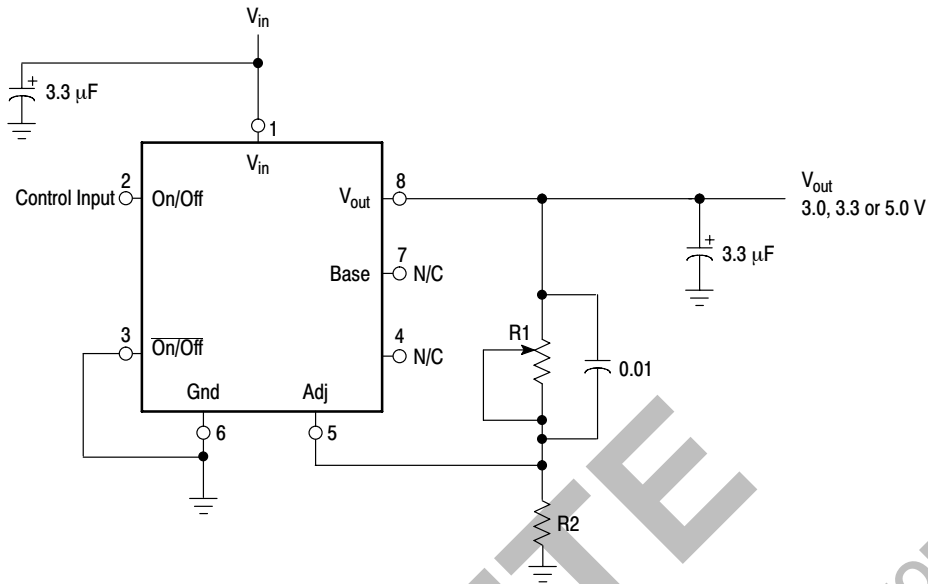 Vin
3.3 μF
1
Vin
2
Control Input
On/Off
Vout
8
Vout
3.0, 3.3 or 5.0 V
3.3 μF
7
Base
N/C
3
On/Off
R1
4
N/C
0.01
Gnd
Adj
6
5
R2